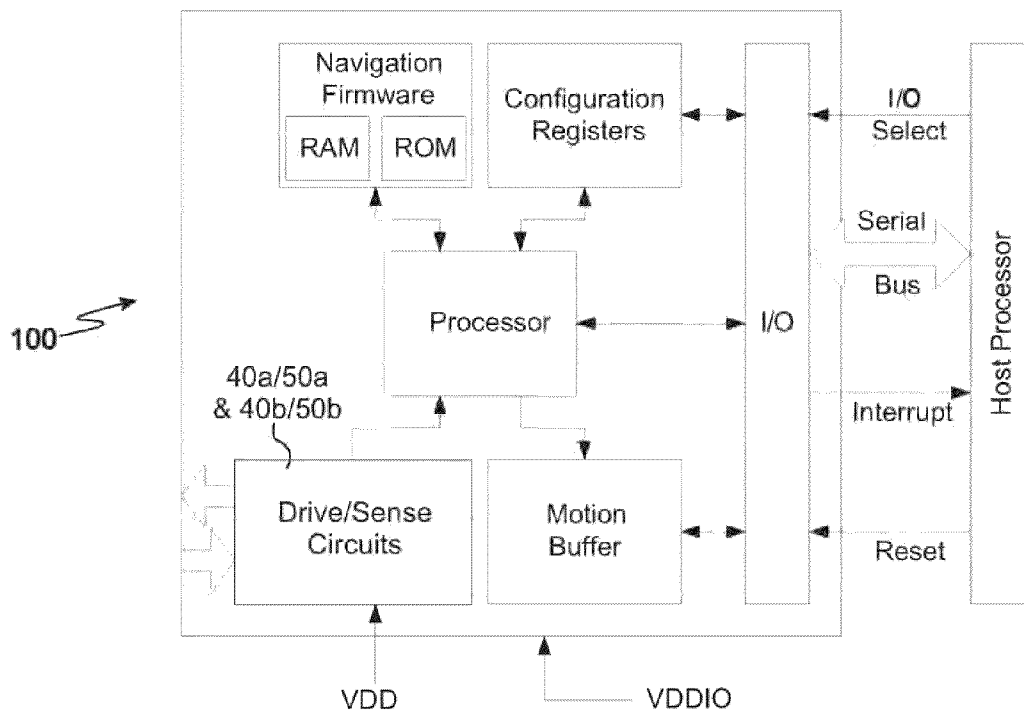 Navigation
Firmware
RAM
ROM
Configuration
Registers
I/O
Select
Serial
Bus
Processor
I/O
Host Processor
100
40a/50a
& 40b/50b
Interrupt
Drive/Sense
Circuits
Motion
Buffer
Reset
VDD
VDDIO